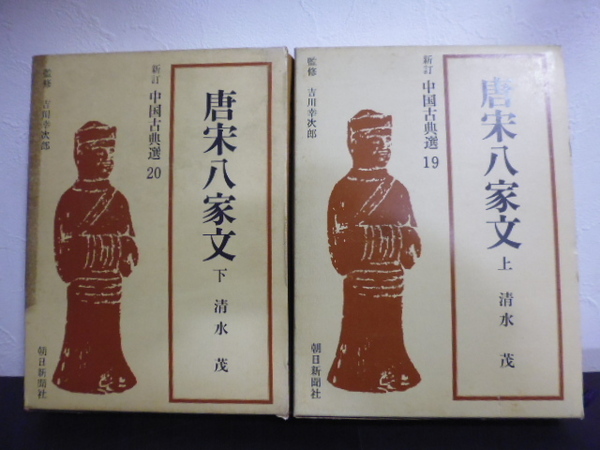 唐宋八家文 下 清水 茂
新訂 中国古典選 20
監修 吉川幸次郎
朝日新聞社
唐宋八家文 上 清水 茂
新訂 中国古典選 19
監修 吉川幸次郎
朝日新聞社